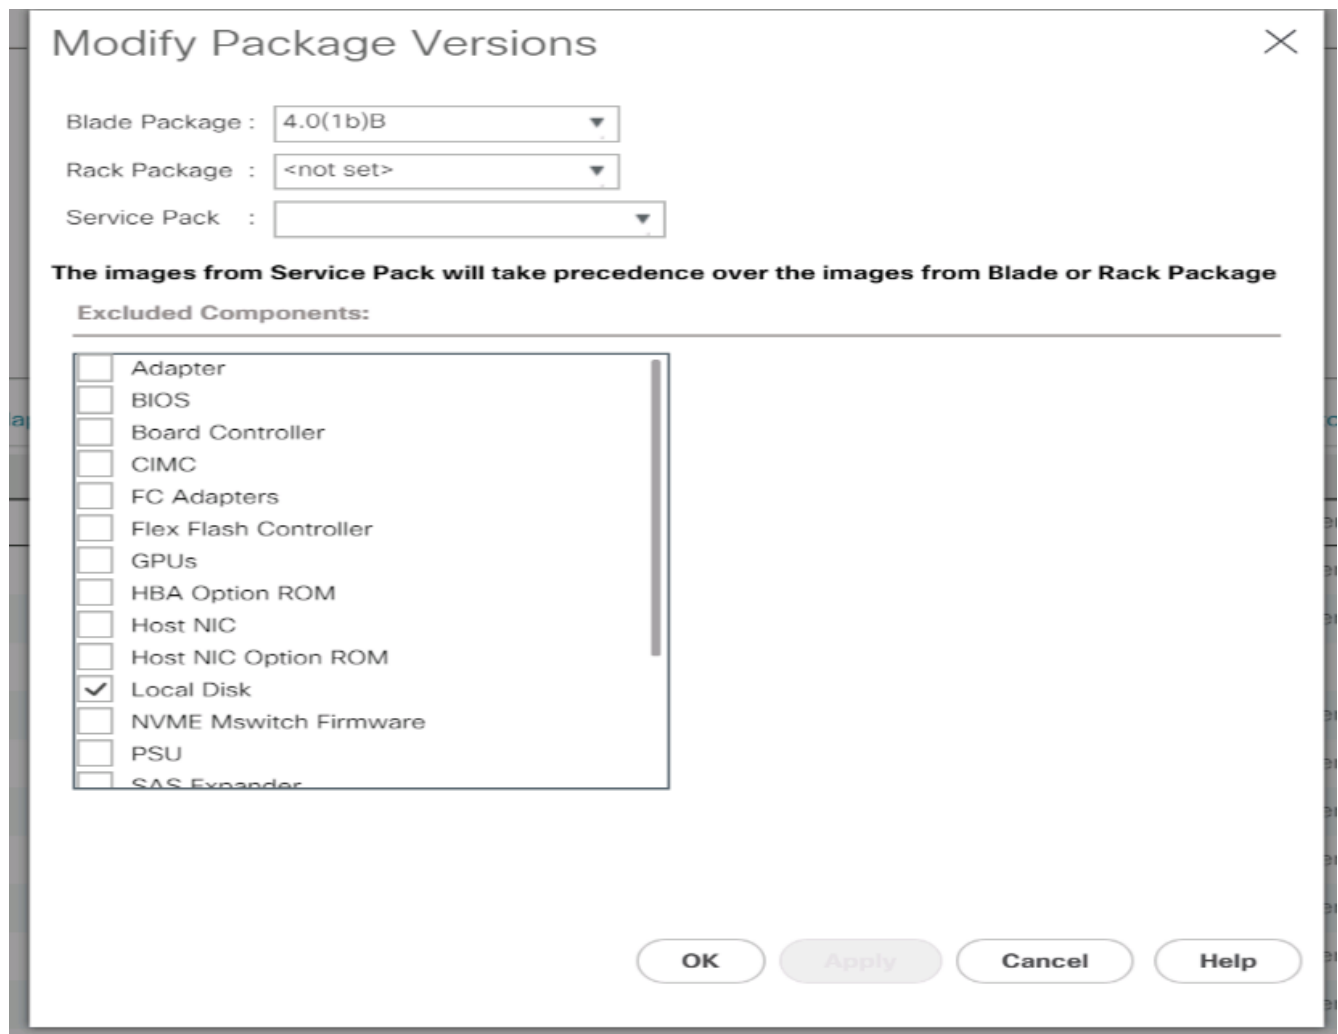 Modify Package Versions
Blade Package : 4.0(1b)B
Rack Package : <not set>
Service Pack :
The images from Service Pack will take precedence over the images from Blade or Rack Package
Excluded Components:
Adapter
BIOS
Board Controller
CIMC
FC Adapters
Flex Flash Controller
GPUs
HBA Option ROM
Host NIC
Host NIC Option ROM
Local Disk
NVME Mswitch Firmware
PSU
SAS Expander
OK Apply Cancel Help